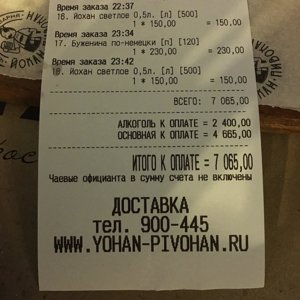 Время заказа 22:37
16. Йохан светлое 0,5л. [л] [500]
1 * 150,00 = 150,00
Время заказа 23:34
17. Буженина по-немецки [п] [120]
1 * 230,00 = 230,00
Время заказа 23:42
18. Йохан светлое 0,5л. [л] [500]
1 * 150,00 = 150,00
ВСЕГО: 7 065,00
АЛКОГОЛЬ К ОПЛАТЕ = 2 400,00
ОСНОВНАЯ К ОПЛАТЕ = 4 665,00
ИТОГО К ОПЛАТЕ = 7 065,00
Чаевые официанта в сумму счета не включены
ДОСТАВКА
тел. 900-445
WWW.YOHAN-PIVOHAN.RU